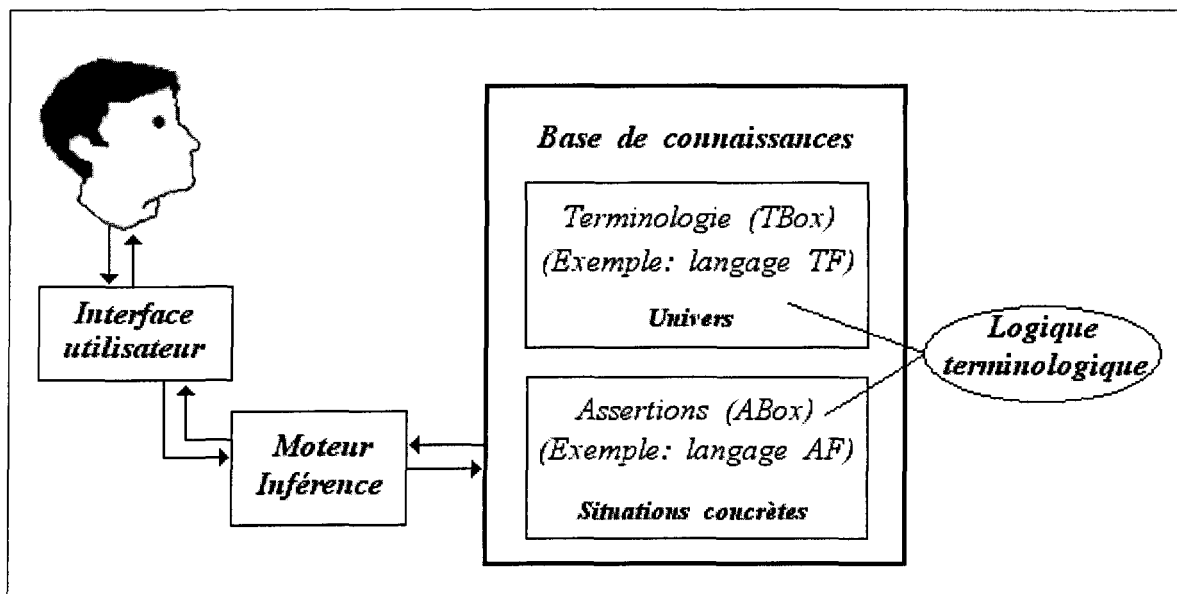 Base de connaissances
Terminologie (TBox)
(Exemple: langage TF)
Univers
Interface
utilisateur
Logique
terminologique
Assertions (ABox)
(Exemple: langage AF)
Situations concrètes
Moteur
Inférence